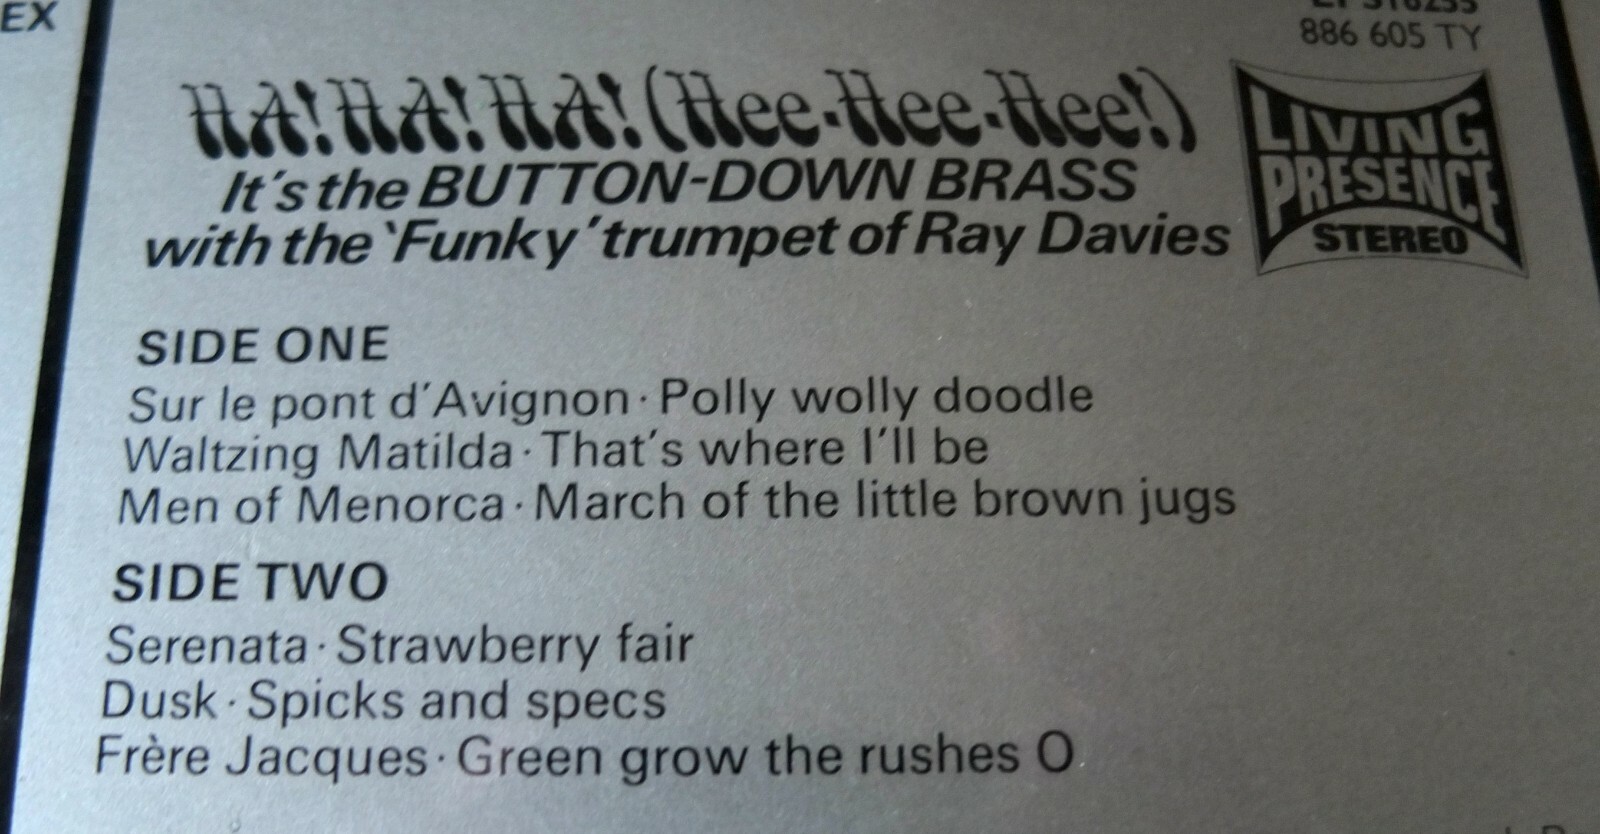 EX
886 605 TY
HA! HA! HA! (Hee-Hee-Hee!)
It's the BUTTON-DOWN BRASS
with the 'Funky' trumpet of Ray Davies
LIVING
PRESENCE
STEREO
SIDE ONE
Sur le pont d'Avignon · Polly wolly doodle
Waltzing Matilda · That's where I'll be
Men of Menorca · March of the little brown jugs
SIDE TWO
Serenata · Strawberry fair
Dusk · Spicks and specs
Frère Jacques · Green grow the rushes O